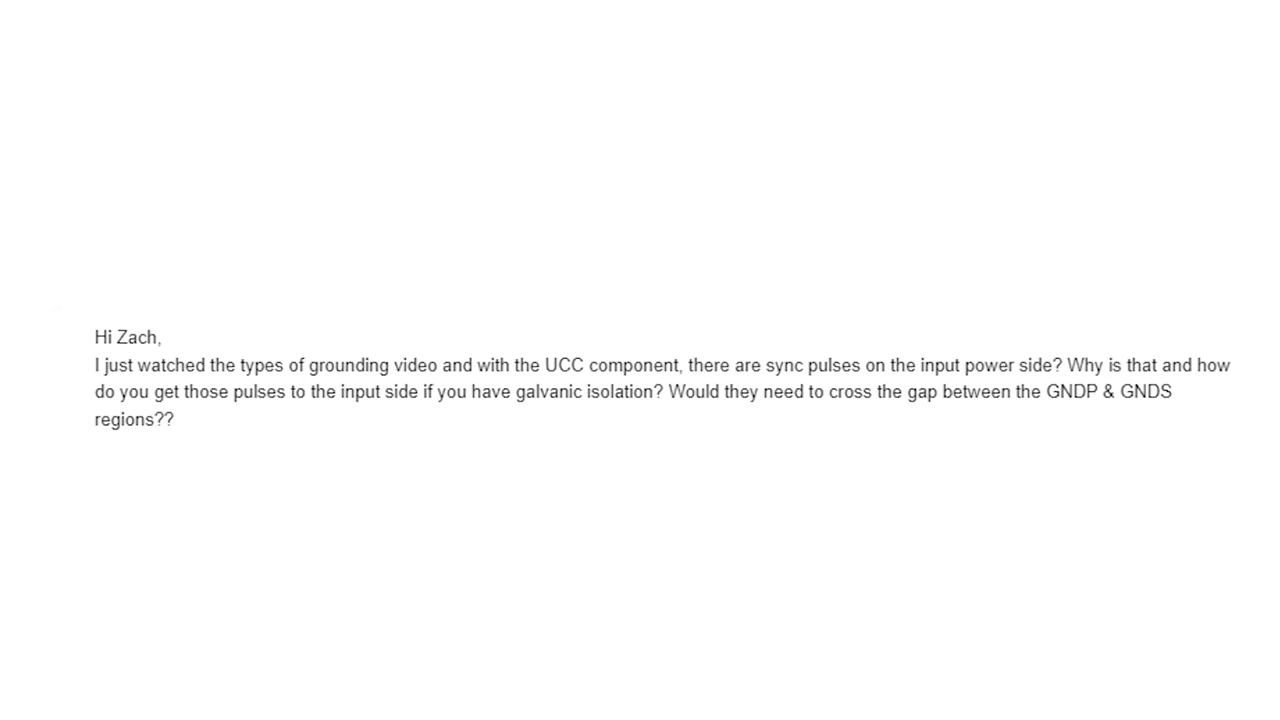 Hi Zach,
I just watched the types of grounding video and with the UCC component, there are sync pulses on the input power side? Why is that and how
do you get those pulses to the input side if you have galvanic isolation? Would they need to cross the gap between the GNDP & GNDS
regions??